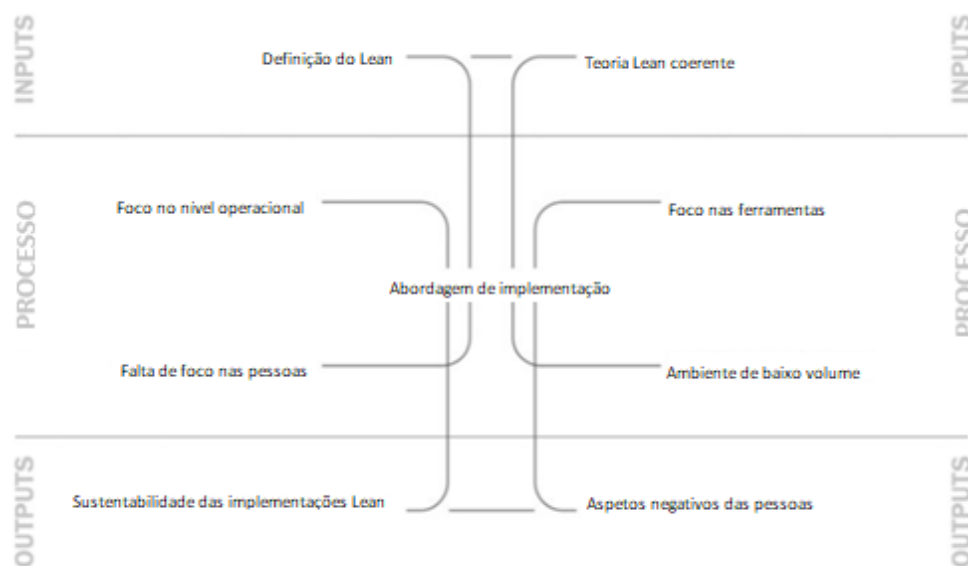 INPUTS
INPUTS
Definição do Lean
Teoria Lean coerente
PROCESSO
PROCESSO
Foco no nivel operacional
Foco nas ferramentas
Abordagem de implementação
Falta de foco nas pessoas
Ambiente de baixo volume
OUTPUTS
OUTPUTS
Sustentabilidade das implementações Lean
Aspetos negativos das pessoas